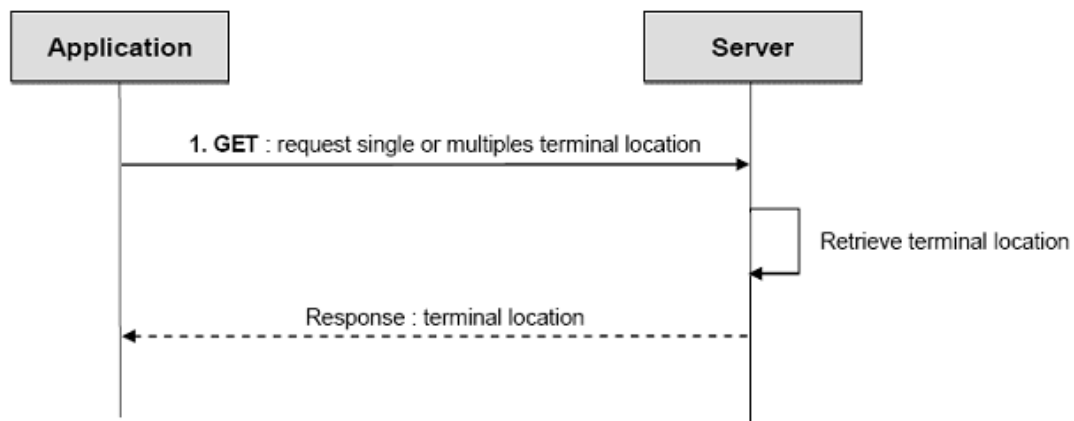 Application
Server
1. GET : request single or multiples terminal location
Retrieve terminal location
Response : terminal location